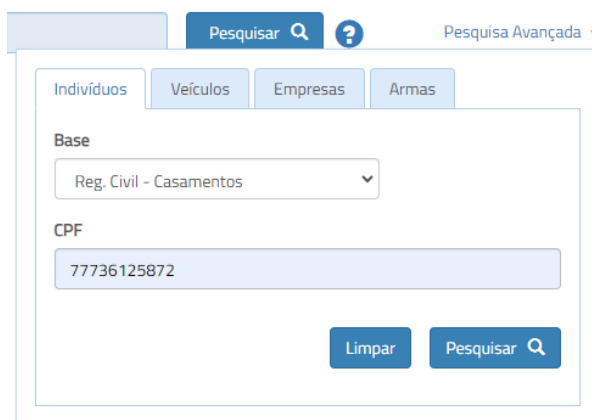 Pesquisar ? Pesquisa Avançada
Indivíduos Veículos Empresas Armas
Base
Reg. Civil - Casamentos
CPF
77736125872
Limpar Pesquisar